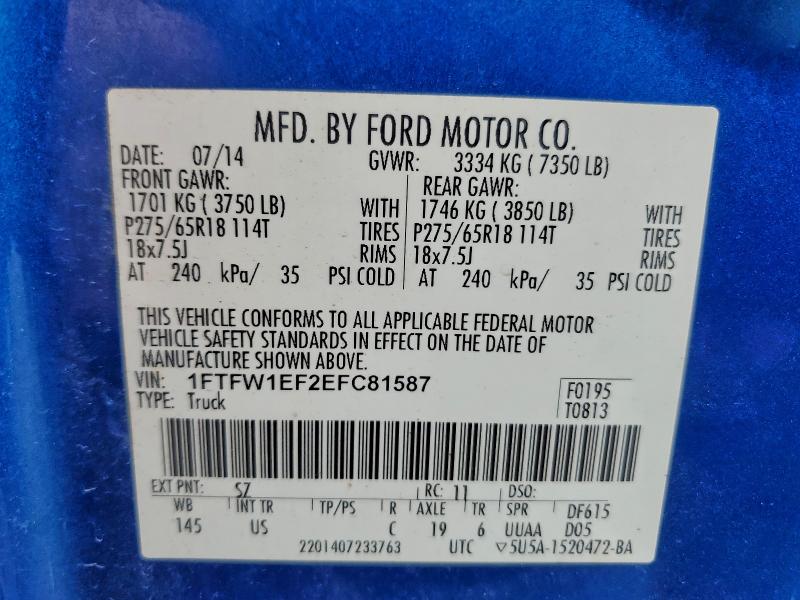 MFD. BY FORD MOTOR CO.
DATE: 07/14 GVWR: 3334 KG ( 7350 LB)
FRONT GAWR: REAR GAWR:
1701 KG ( 3750 LB) WITH 1746 KG ( 3850 LB) WITH
P275/65R18 114T TIRES P275/65R18 114T TIRES
18x7.5J RIMS 18x7.5J RIMS
AT 240 kPa/ 35 PSI COLD AT 240 kPa/ 35 PSI COLD
THIS VEHICLE CONFORMS TO ALL APPLICABLE FEDERAL MOTOR
VEHICLE SAFETY STANDARDS IN EFFECT ON THE DATE OF
MANUFACTURE SHOWN ABOVE.
VIN: 1FTFW1EF2EFC81587 F0195
TYPE: Truck T0813
EXT PNT: SZ RC: 11 DSO:
WB INT TR TP/PS R AXLE TR SPR DF615
145 US C 19 6 UUAA D05
2201407233763 UTC ▽5U5A-1520472-BA